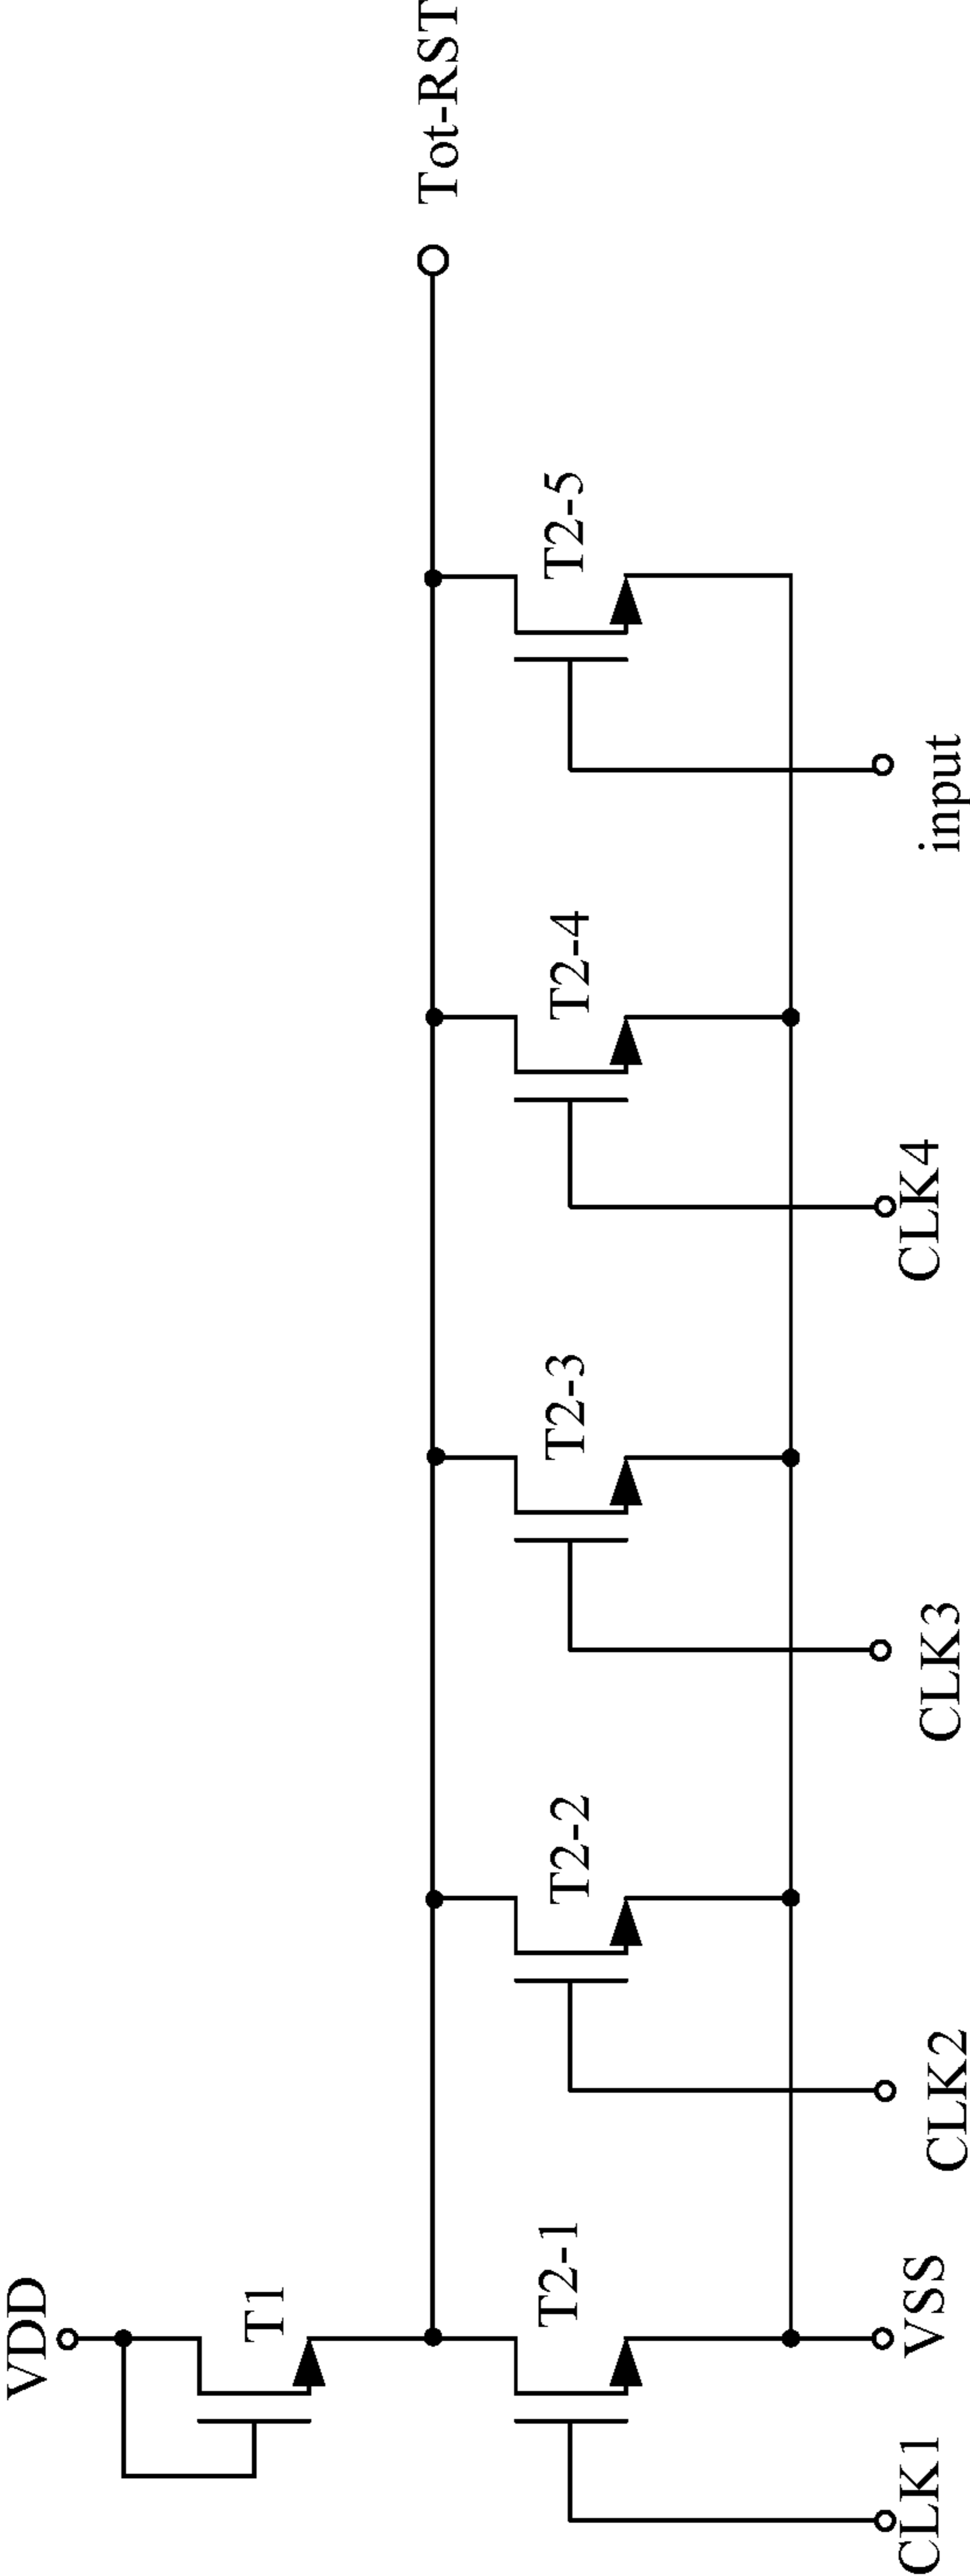 VDD
T1
Tot-RST
T2-1
T2-2
T2-3
T2-4
T2-5
CLK1
VSS
CLK2
CLK3
CLK4
input